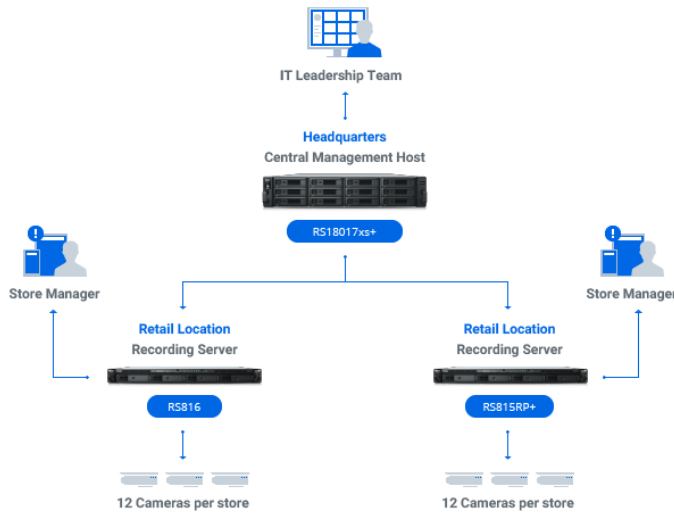 IT Leadership Team
Headquarters
Central Management Host
RS18017xs+
Store Manager
Store Manager
Retail Location
Recording Server
RS816
12 Cameras per store
Retail Location
Recording Server
RS815RP+
12 Cameras per store